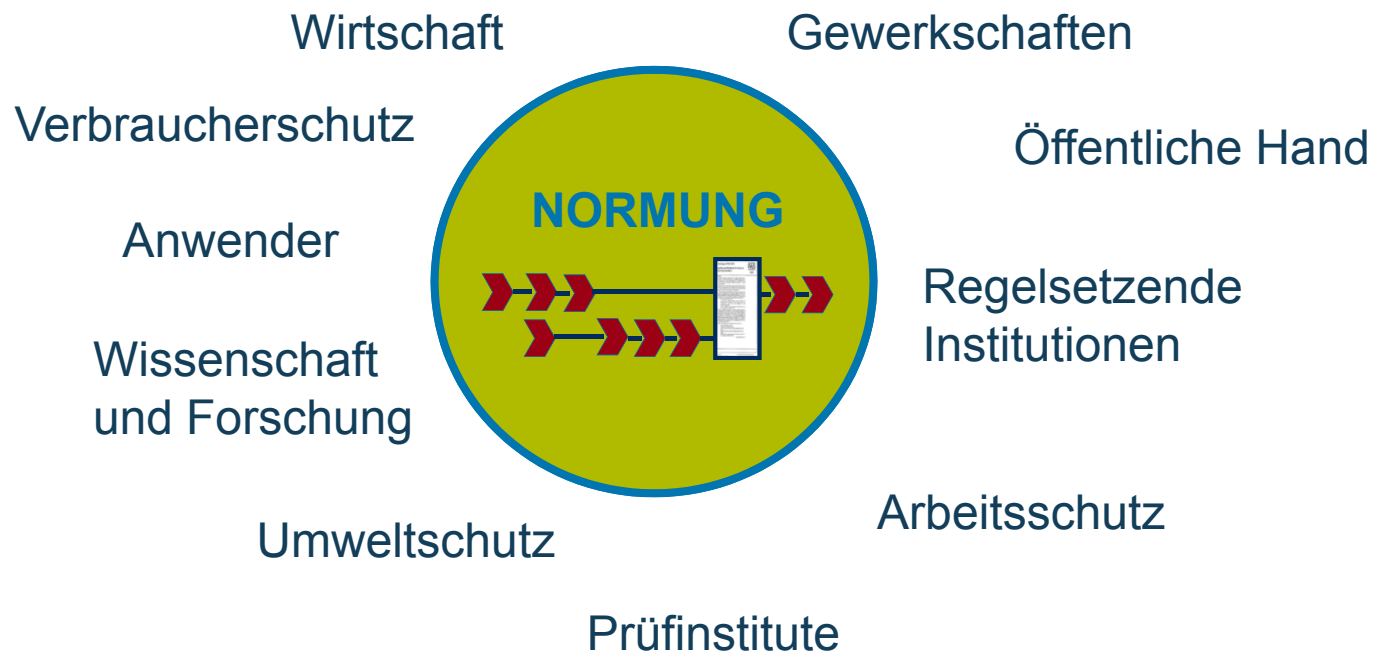 Wirtschaft
Gewerkschaften
Verbraucherschutz
Öffentliche Hand
NORMUNG
Anwender
Regelsetzende
Institutionen
Wissenschaft
und Forschung
Arbeitsschutz
Umweltschutz
Prüfinstitute